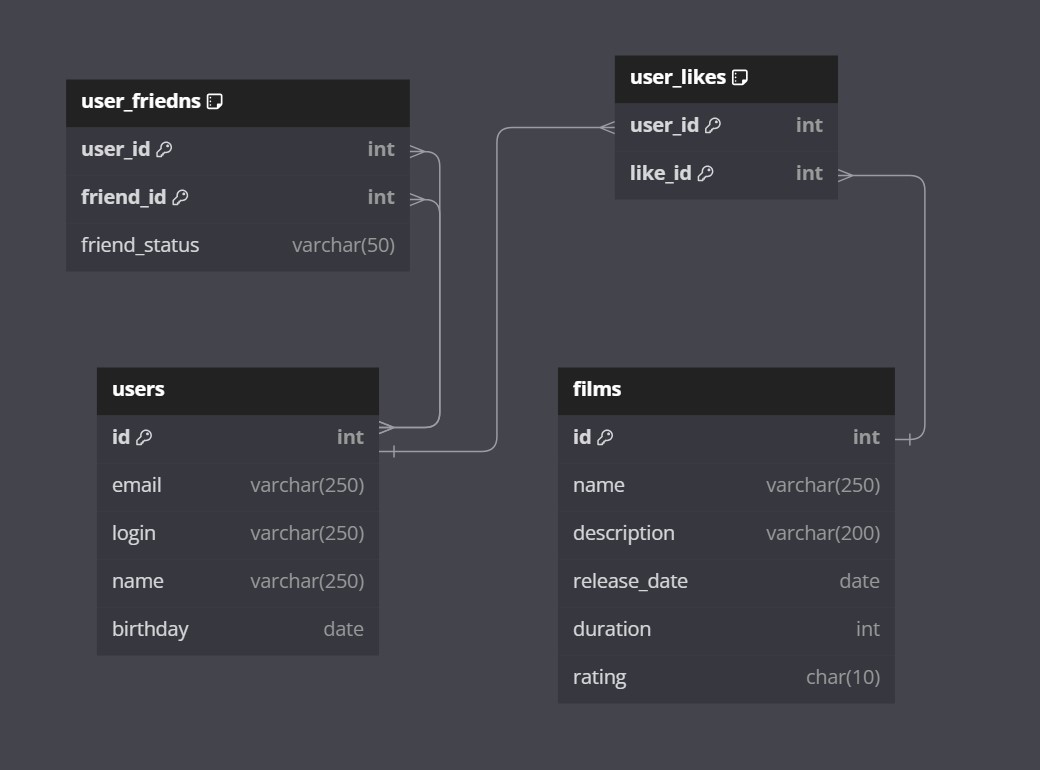 user_friedns
user_id int
friend_id int
friend_status varchar(50)
user_likes
user_id int
like_id int
users
id int
email varchar(250)
login varchar(250)
name varchar(250)
birthday date
films
id int
name varchar(250)
description varchar(200)
release_date date
duration int
rating char(10)